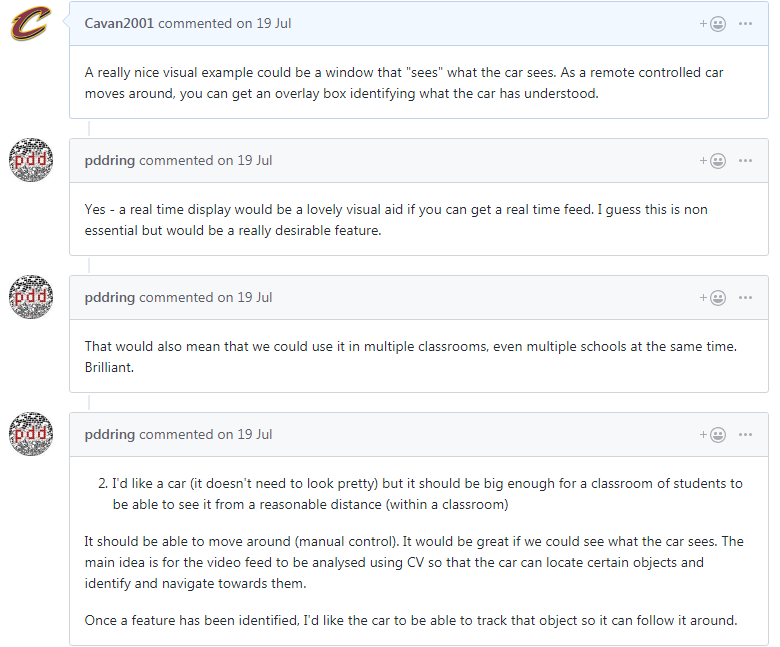 Cavan2001 commented on 19 Jul
A really nice visual example could be a window that "sees" what the car sees. As a remote controlled car
moves around, you can get an overlay box identifying what the car has understood.
pdd
pddring commented on 19 Jul
Yes - a real time display would be a lovely visual aid if you can get a real time feed. I guess this is non
essential but would be a really desirable feature.
pdd
pddring commented on 19 Jul
That would also mean that we could use it in multiple classrooms, even multiple schools at the same time.
Brilliant.
pdd
pddring commented on 19 Jul
2. I'd like a car (it doesn't need to look pretty) but it should be big enough for a classroom of students to
be able to see it from a reasonable distance (within a classroom)
It should be able to move around (manual control). It would be great if we could see what the car sees. The
main idea is for the video feed to be analysed using CV so that the car can locate certain objects and
identify and navigate towards them.
Once a feature has been identified, I'd like the car to be able to track that object so it can follow it around.